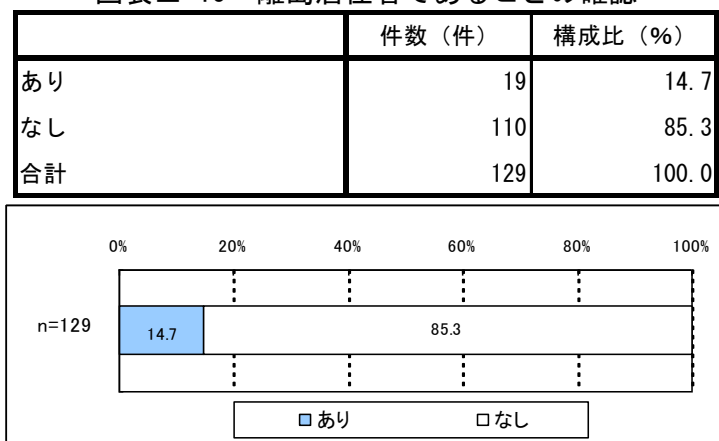 件数（件） 構成比（%）
あり 19 14.7
なし 110 85.3
合計 129 100.0
0% 20% 40% 60% 80% 100%
n=129 14.7 85.3
あり なし